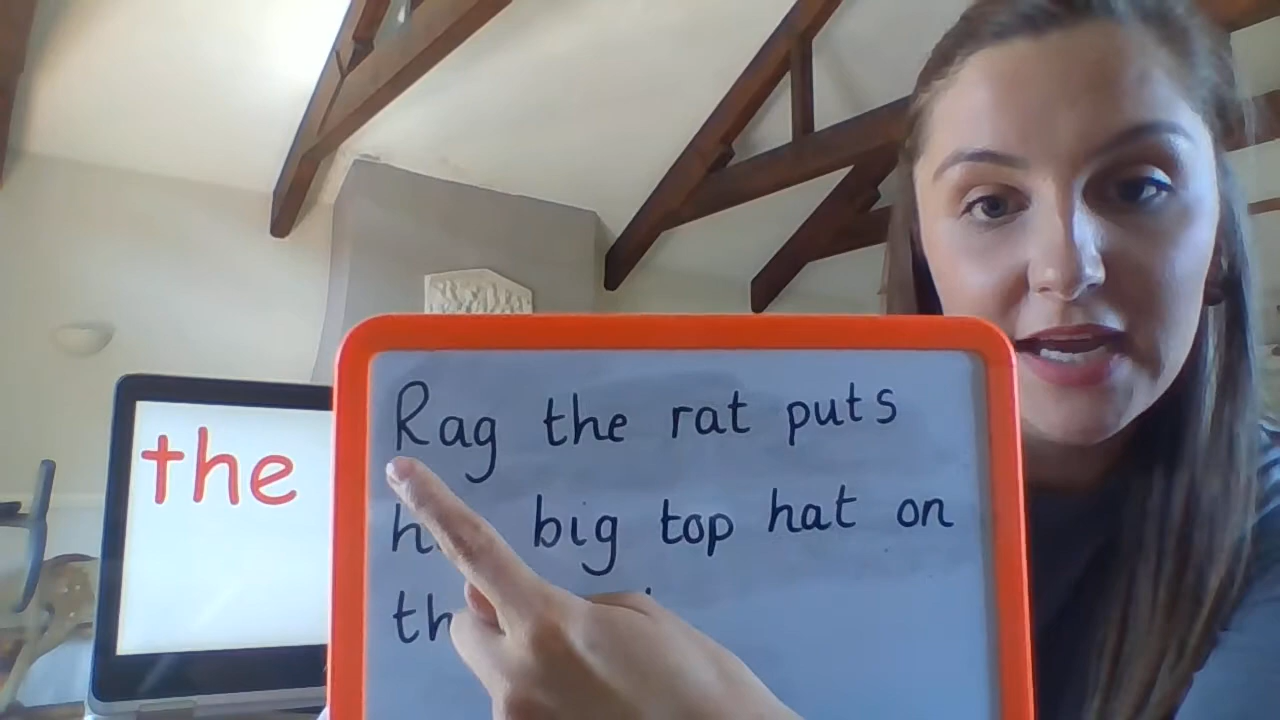 the
Rag the rat puts
big top hat on